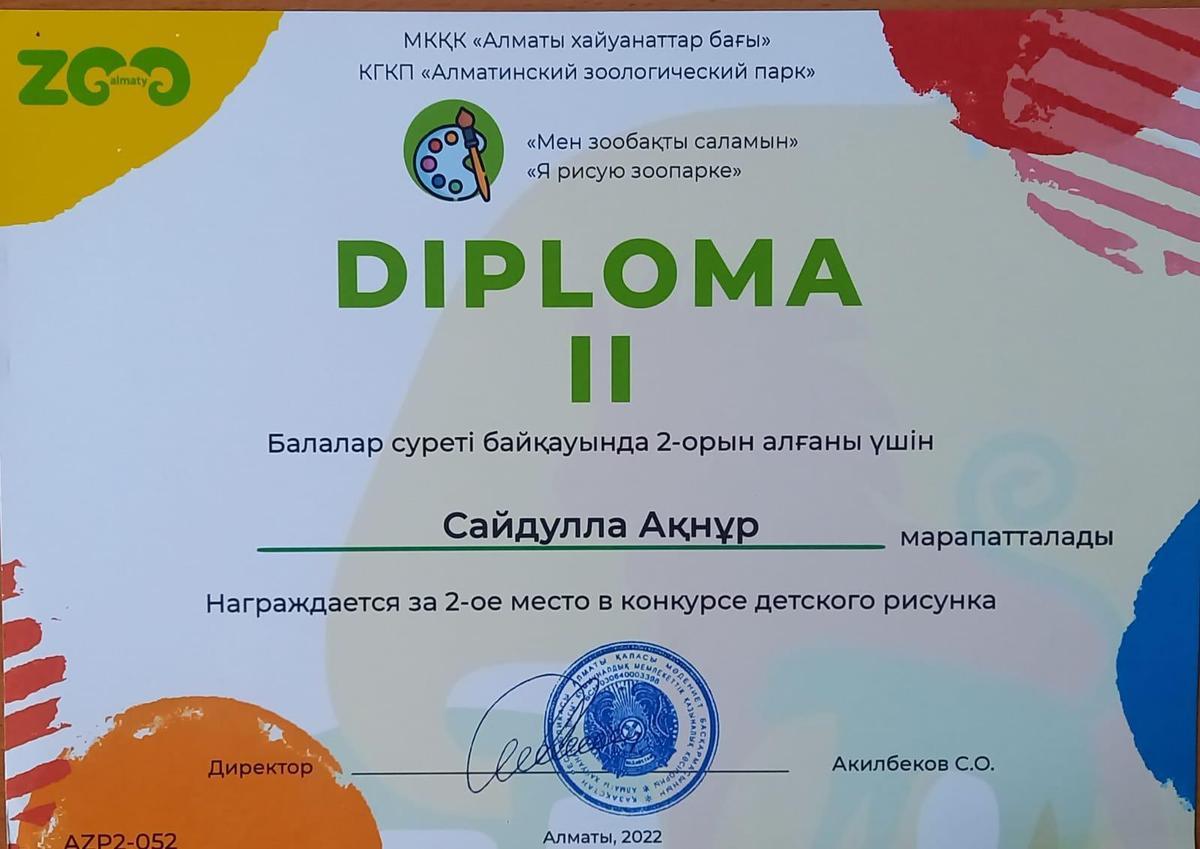 ZOO
almaty
МКҚК «Алматы хайуанаттар бағы»
КГКП «Алматинский зоологический парк»
«Мен зообақты саламын»
«Я рисую зоопарке»
DIPLOMA
II
Балалар суреті байқауында 2-орын алғаны үшін
Сайдулла Ақнұр марапатталады
Награждается за 2-ое место в конкурсе детского рисунка
Директор Акилбеков С.О.
AZP2-052
Алматы, 2022